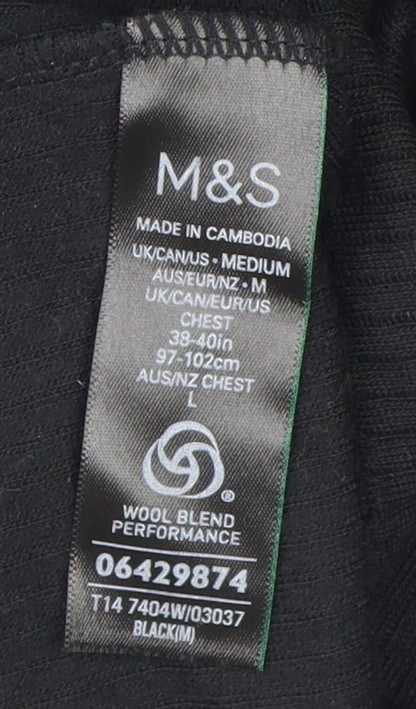 M&S
MADE IN CAMBODIA
UK/CAN/US • MEDIUM
AUS/EUR/NZ • M
UK/CAN/EUR/US
CHEST
38-40in
97-102cm
AUS/NZ CHEST
L
®
WOOL BLEND
PERFORMANCE
06429874
T14 7404W/03037
BLACK(M)